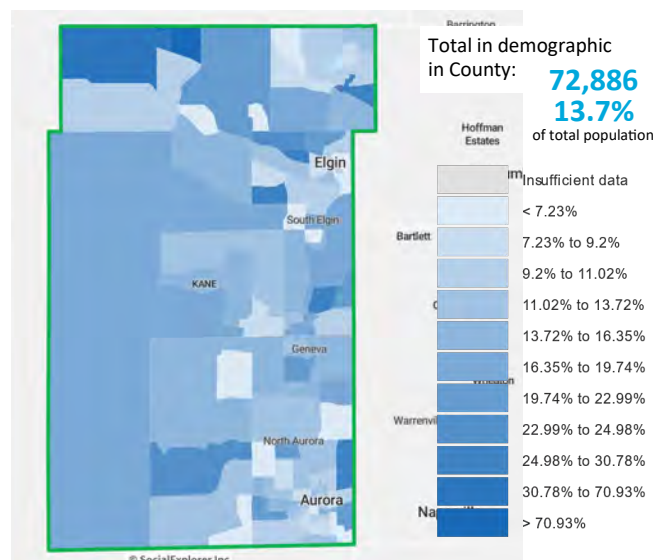 Barrington
Total in demographic
in County:
72,886
13.7%
of total population
Hoffman
Estates
Elgin
South Elgin
Bartlett
KANE
Geneva
Warrenvil
North Aurora
Aurora
Na
Insufficient data
< 7.23%
7.23% to 9.2%
9.2% to 11.02%
11.02% to 13.72%
13.72% to 16.35%
16.35% to 19.74%
Wheaton
19.74% to 22.99%
22.99% to 24.98%
24.98% to 30.78%
30.78% to 70.93%
> 70.93%
© SocialExplorer Inc